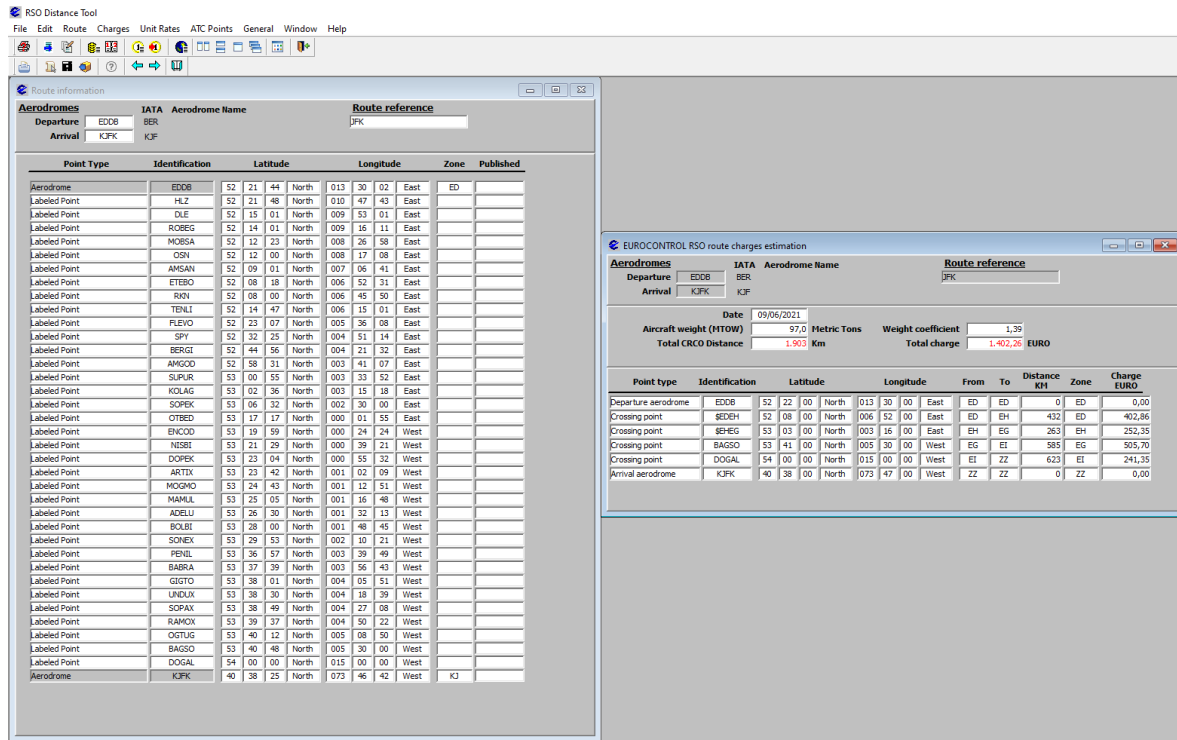 RSO Distance Tool
File Edit Route Charges Unit Rates ATC Points General Window Help
Route information
Aerodromes IATA Aerodrome Name Route reference
Departure EDDB BER JFK
Arrival KJFK KJF
Point Type Identification Latitude Longitude Zone Published
Aerodrome EDDB 52 21 44 North 013 30 02 East ED
Labeled Point HLZ 52 21 48 North 010 47 43 East
Labeled Point DLE 52 15 01 North 009 53 01 East
Labeled Point ROBEG 52 14 01 North 009 16 11 East
Labeled Point MOBSA 52 12 23 North 008 26 58 East
Labeled Point OSN 52 12 00 North 008 17 08 East
Labeled Point AMSAN 52 09 01 North 007 06 41 East
Labeled Point ETEBO 52 08 18 North 006 52 31 East
Labeled Point RKN 52 08 00 North 006 45 50 East
Labeled Point TENLI 52 14 47 North 006 15 01 East
Labeled Point FLEVO 52 23 07 North 005 36 08 East
Labeled Point SPY 52 32 25 North 004 51 14 East
Labeled Point BERGI 52 44 56 North 004 21 32 East
Labeled Point AMGOD 52 58 31 North 003 41 07 East
Labeled Point SUPUR 53 00 55 North 003 33 52 East
Labeled Point KOLAG 53 02 36 North 003 15 18 East
Labeled Point SOPEK 53 06 32 North 002 30 00 East
Labeled Point OTBED 53 17 17 North 000 01 55 East
Labeled Point ENCOD 53 19 59 North 000 24 24 West
Labeled Point NISBI 53 21 29 North 000 39 21 West
Labeled Point DOPEK 53 23 04 North 000 55 32 West
Labeled Point ARTIX 53 23 42 North 001 02 09 West
Labeled Point MOGMO 53 24 43 North 001 12 51 West
Labeled Point MAMUL 53 25 05 North 001 16 48 West
Labeled Point ADELU 53 26 30 North 001 32 13 West
Labeled Point BOLBI 53 28 00 North 001 48 45 West
Labeled Point SONEX 53 29 53 North 002 10 21 West
Labeled Point PENIL 53 36 57 North 003 39 49 West
Labeled Point BABRA 53 37 39 North 003 56 43 West
Labeled Point GIGTO 53 38 01 North 004 05 51 West
Labeled Point UNDUX 53 38 30 North 004 18 39 West
Labeled Point SOPAX 53 38 49 North 004 27 08 West
Labeled Point RAMOX 53 39 37 North 004 50 22 West
Labeled Point OGTUG 53 40 12 North 005 08 50 West
Labeled Point BAGSO 53 40 48 North 005 30 00 West
Labeled Point DOGAL 54 00 00 North 015 00 00 West
Aerodrome KJFK 40 38 25 North 073 46 42 West KJ
EUROCONTROL RSO route charges estimation
Aerodromes IATA Aerodrome Name Route reference
Departure EDDB BER JFK
Arrival KJFK KJF
Date 09/06/2021
Aircraft weight (MTOW) 97,0 Metric Tons Weight coefficient 1,39
Total CRCO Distance 1.903 Km Total charge 1.402,26 EURO
Point type Identification Latitude Longitude From To Distance KM Zone Charge EURO
Departure aerodrome EDDB 52 22 00 North 013 30 00 East ED ED 0 ED 0,00
Crossing point $EDEH 52 08 00 North 006 52 00 East ED EH 432 ED 402,86
Crossing point $EHEG 53 03 00 North 003 16 00 East EH EG 263 EH 252,35
Crossing point BAGSO 53 41 00 North 005 30 00 West EG EI 585 EG 505,70
Crossing point DOGAL 54 00 00 North 015 00 00 West EI ZZ 623 EI 241,35
Arrival aerodrome KJFK 40 38 00 North 073 47 00 West ZZ ZZ 0 ZZ 0,00